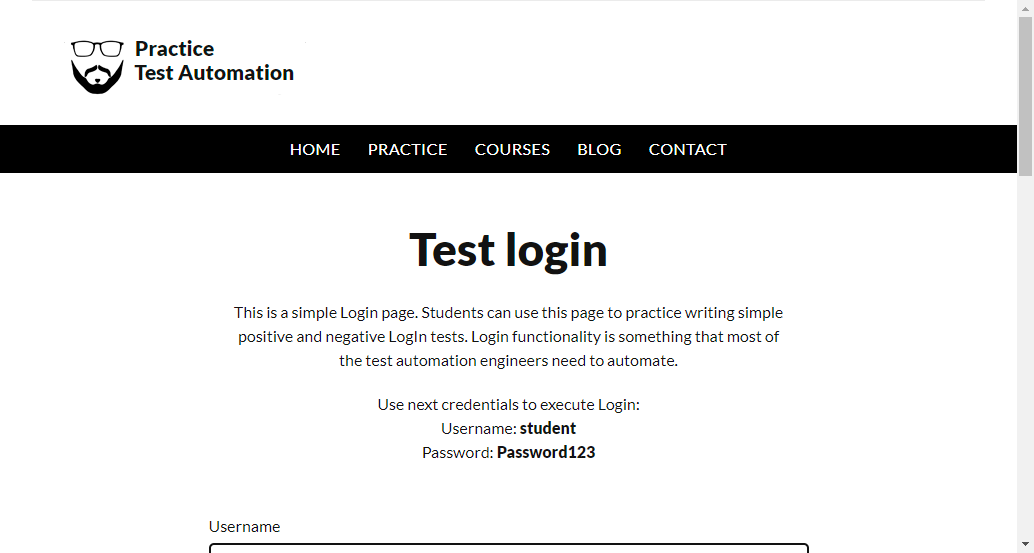 Practice
Test Automation
HOME PRACTICE COURSES BLOG CONTACT
Test login
This is a simple Login page. Students can use this page to practice writing simple
positive and negative LogIn tests. Login functionality is something that most of
the test automation engineers need to automate.
Use next credentials to execute Login:
Username: student
Password: Password123
Username